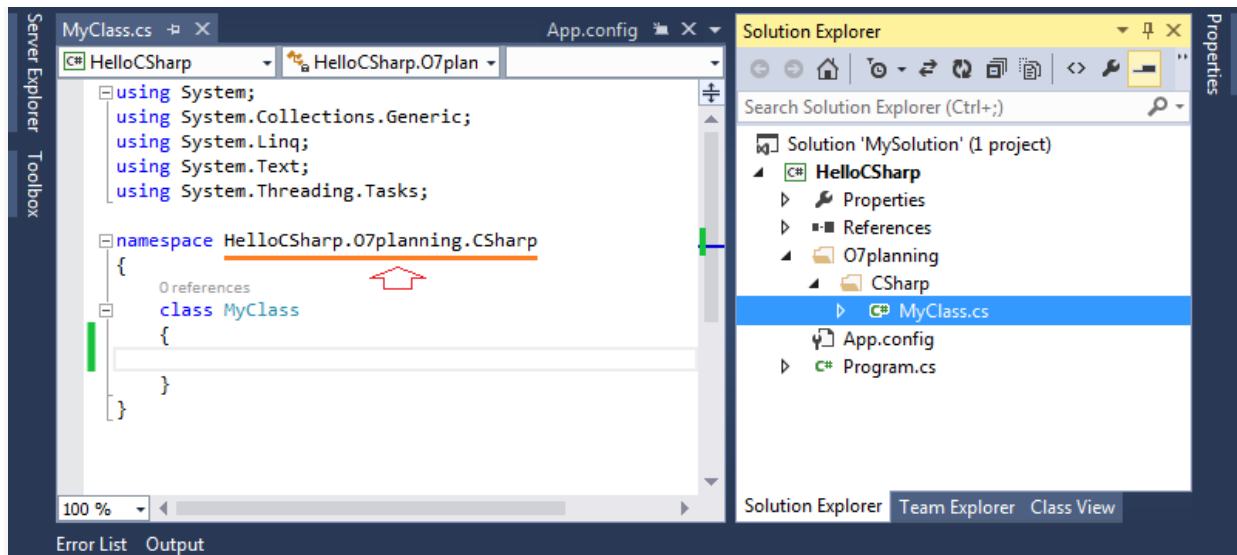 Server Explorer
Toolbox
MyClass.cs
App.config
HelloCSharp
HelloCSharp.O7plan
using System;
using System.Collections.Generic;
using System.Linq;
using System.Text;
using System.Threading.Tasks;
namespace HelloCSharp.O7planning.CSharp
{
0 references
class MyClass
{
}
}
100 %
Error List Output
Solution Explorer
Search Solution Explorer (Ctrl+;)
Solution 'MySolution' (1 project)
C# HelloCSharp
Properties
References
O7planning
CSharp
C# MyClass.cs
App.config
C# Program.cs
Solution Explorer Team Explorer Class View
Properties